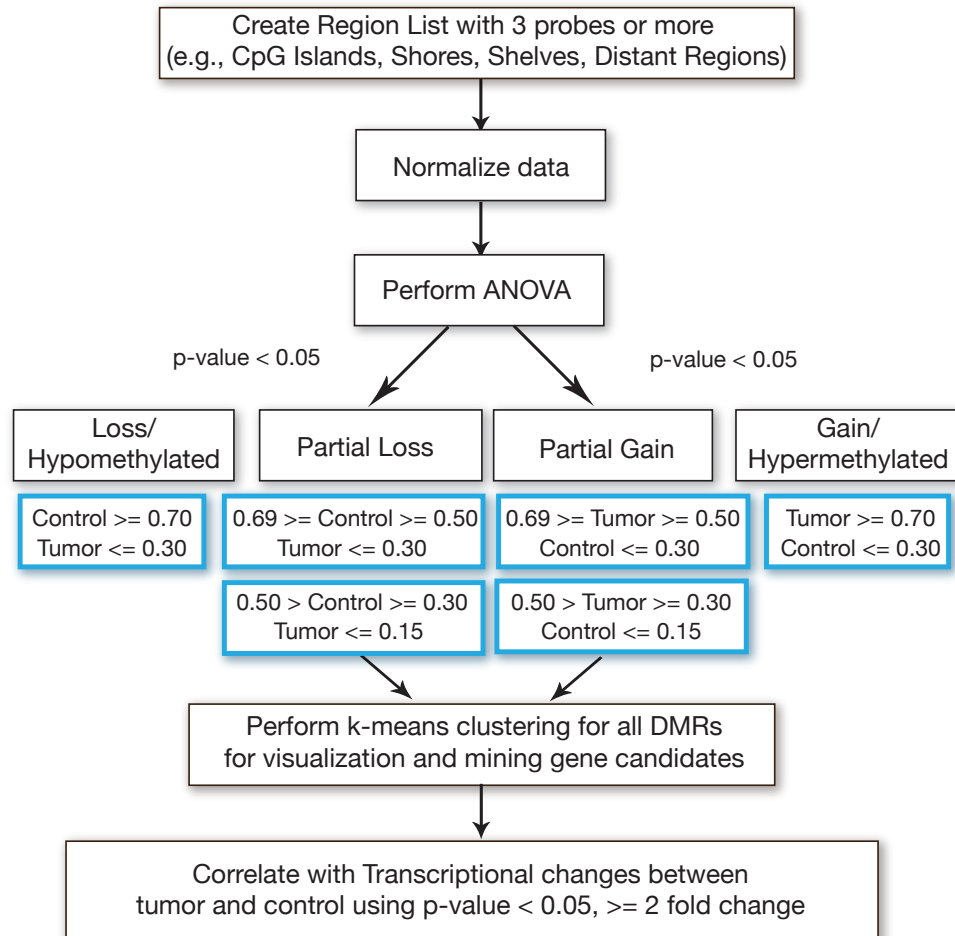 Create Region List with 3 probes or more
(e.g., CpG Islands, Shores, Shelves, Distant Regions)
Normalize data
Perform ANOVA
p-value < 0.05
p-value < 0.05
Loss/
Hypomethylated
Partial Loss
Partial Gain
Gain/
Hypermethylated
Control >= 0.70
Tumor <= 0.30
0.69 >= Control >= 0.50
Tumor <= 0.30
0.69 >= Tumor >= 0.50
Control <= 0.30
Tumor >= 0.70
Control <= 0.30
0.50 > Control >= 0.30
Tumor <= 0.15
0.50 > Tumor >= 0.30
Control <= 0.15
Perform k-means clustering for all DMRs
for visualization and mining gene candidates
Correlate with Transcriptional changes between
tumor and control using p-value < 0.05, >= 2 fold change